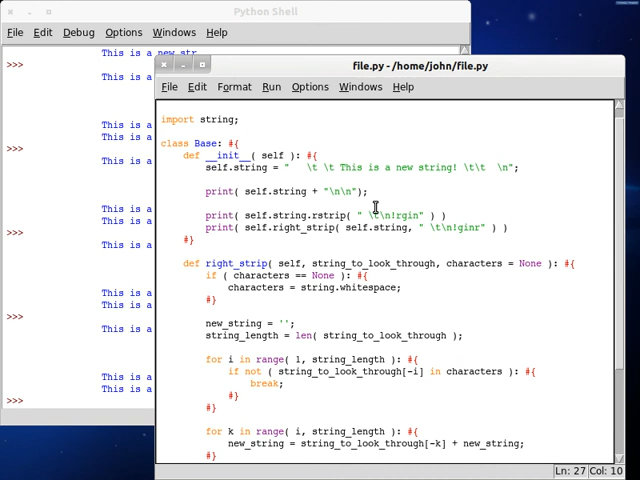 Python Shell
File Edit Debug Options Windows Help
This is a new str
>>>
This is a
This is a
This is a
>>>
This is a
This is a
This is a
>>>
This is a
This is a
This is a
>>>
This is a
This is a
This is a
>>>
file.py - /home/john/file.py
File Edit Format Run Options Windows Help
import string;
class Base: #{
def __init__( self ): #{
self.string = "   \t \t This is a new string! \t\t  \n";
print( self.string + "\n\n");
print( self.string.rstrip( " \t\n!rgin" ) )
print( self.right_strip( self.string, " \t\n!ginr" ) )
#}
def right_strip( self, string_to_look_through, characters = None ): #{
if ( characters == None ): #{
characters = string.whitespace;
#}
new_string = '';
string_length = len( string_to_look_through );
for i in range( 1, string_length ): #{
if not ( string_to_look_through[-i] in characters ): #{
break;
#}
#}
for k in range( i, string_length ): #{
new_string = string_to_look_through[-k] + new_string;
#}
Ln: 27 Col: 10